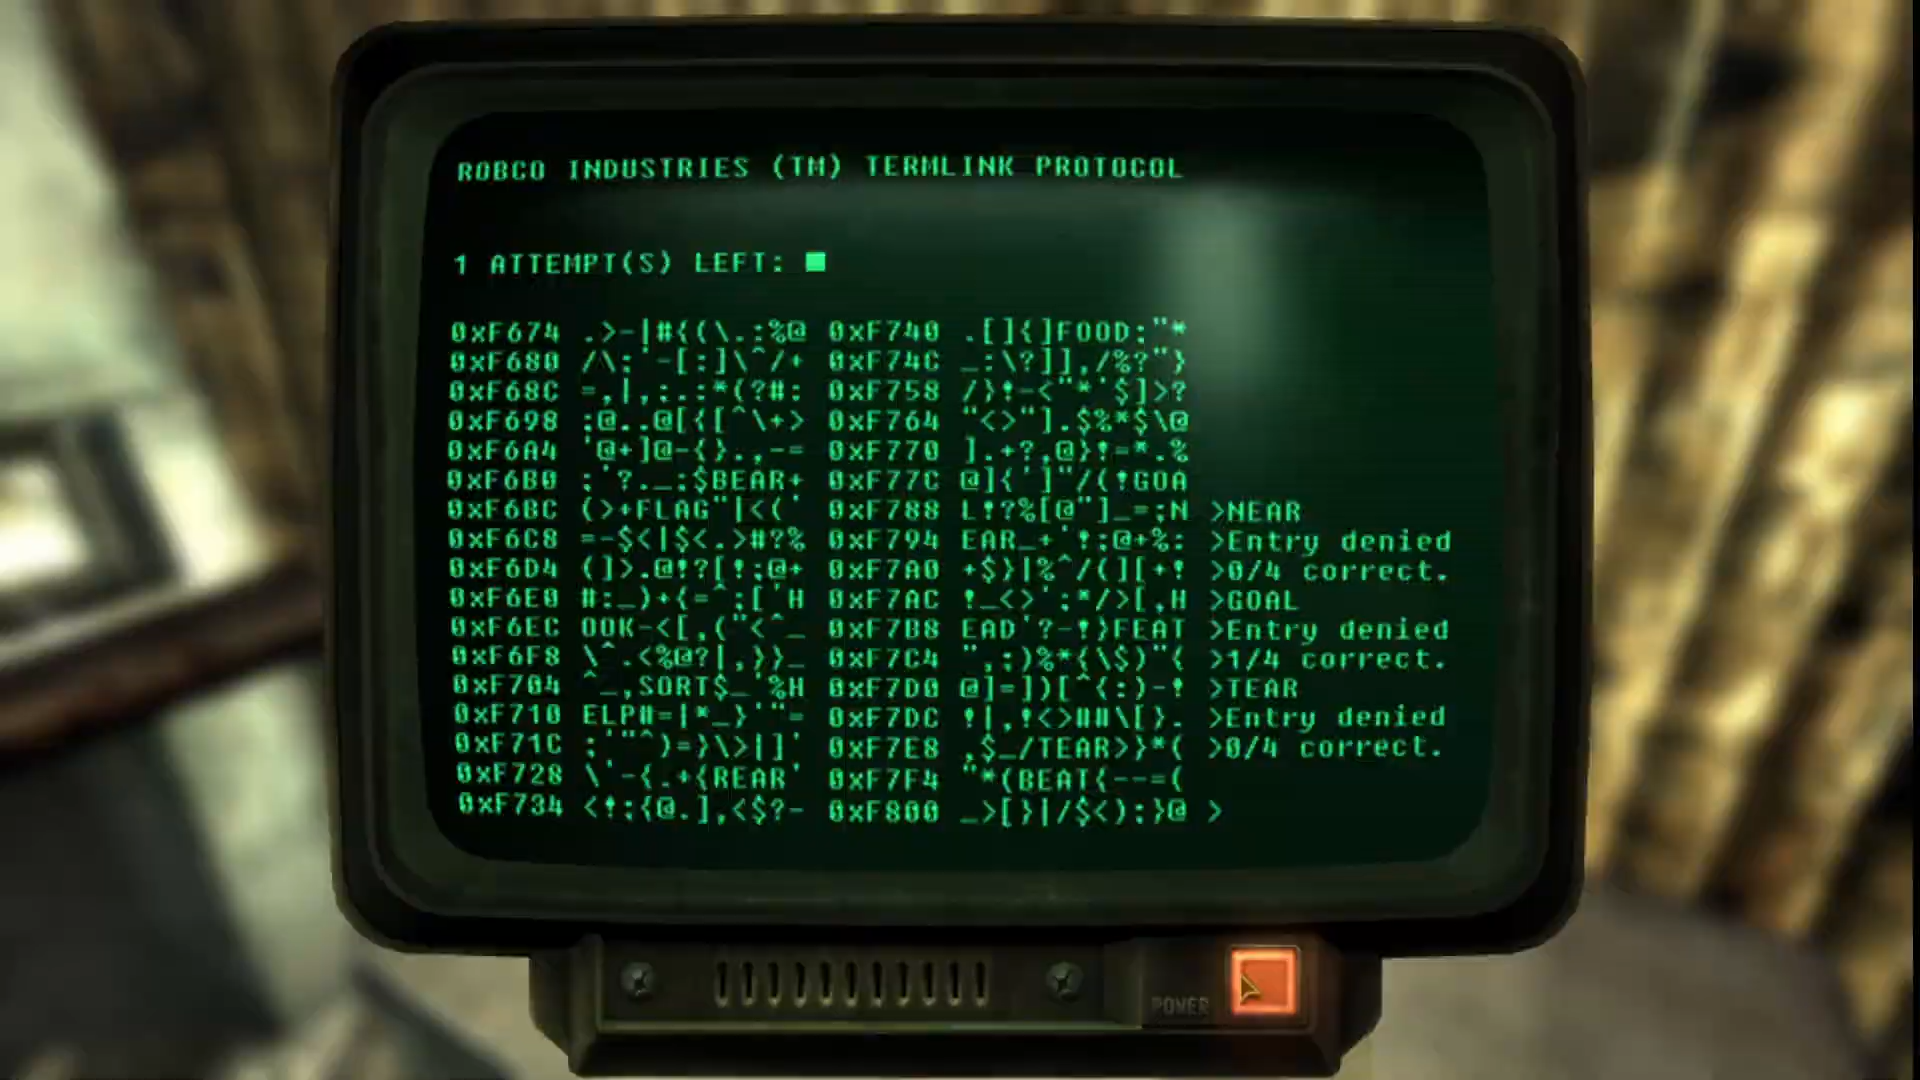 ROBCO INDUSTRIES (TM) TERMLINK PROTOCOL
1 ATTEMPT(S) LEFT:
0xF674 .>-|#{(\.:%@ 0xF740 .[]{]FOOD:"*
0xF680 /\;'-[:]\^/+ 0xF74C _:\?]],/%?"}
0xF68C =,|,:.:*(?#: 0xF758 /}!-<"*'$]>?
0xF698 :@..@[{[^\+> 0xF764 "<>"].$%*$\@
0xF6A4 '@+]@-{}.,-= 0xF770 ].+?,@}!=*.%
0xF6B0 ;'?._;$BEAR+ 0xF77C @]{']"/(!GOA
0xF6BC (>+FLAG"|<(' 0xF788 L!?%[@"]_=;N >NEAR
0xF6C8 =-$<|$<.>#?% 0xF794 EAR_+'!;@+%: >Entry denied
0xF6D4 (]>.@!?[!;@+ 0xF7A0 +$}|%^/(][+! >0/4 correct.
0xF6E0 #:_)+{=^;['H 0xF7AC !_<>';*/>[,H >GOAL
0xF6EC OOK-<[,("<^_ 0xF7B8 EAD'?-!}FEAT >Entry denied
0xF6F8 \^.<%@?|,}}_ 0xF7C4 ",:)%*{\$)"{ >1/4 correct.
0xF704 ^_,SORT$_'%H 0xF7D0 @]=])[^(:)-! >TEAR
0xF710 ELP#=|*_}'"= 0xF7DC !|,!<>##\[}. >Entry denied
0xF71C ;'"^)=}\>|]' 0xF7E8 ,$_/TEAR>}*( >0/4 correct.
0xF728 \'-{.+{REAR' 0xF7F4 "*(BEAT{--=(
0xF734 <!;{@.],<$?- 0xF800 _>[}|/$<);}@ >
POWER